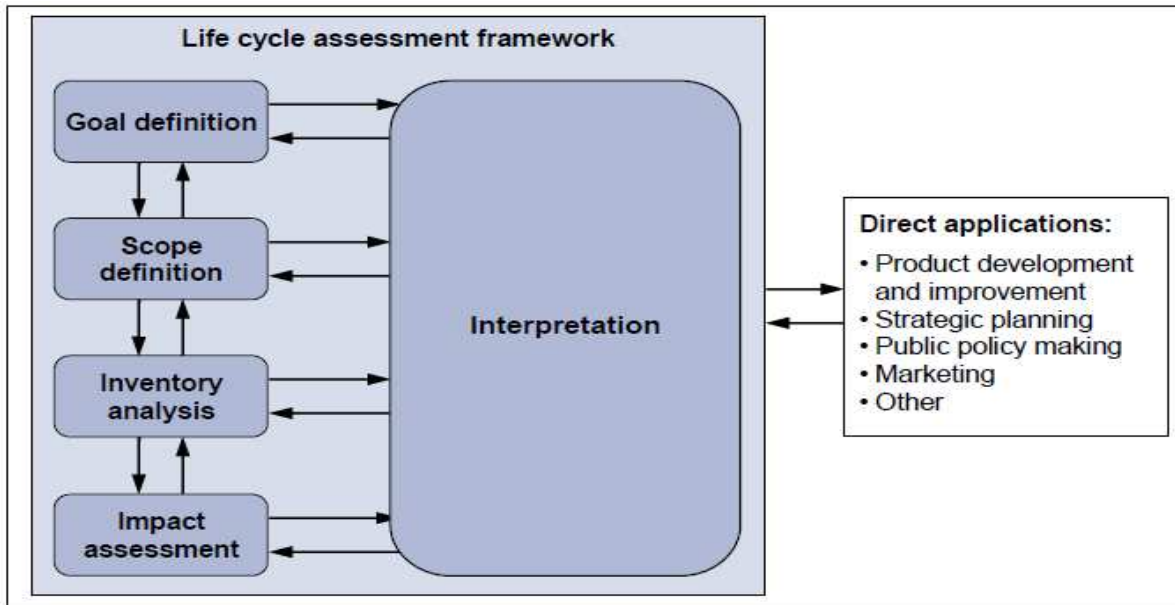 Life cycle assessment framework
Goal definition
Scope
definition
Inventory
analysis
Impact
assessment
Interpretation
Direct applications:
• Product development
and improvement
• Strategic planning
• Public policy making
• Marketing
• Other